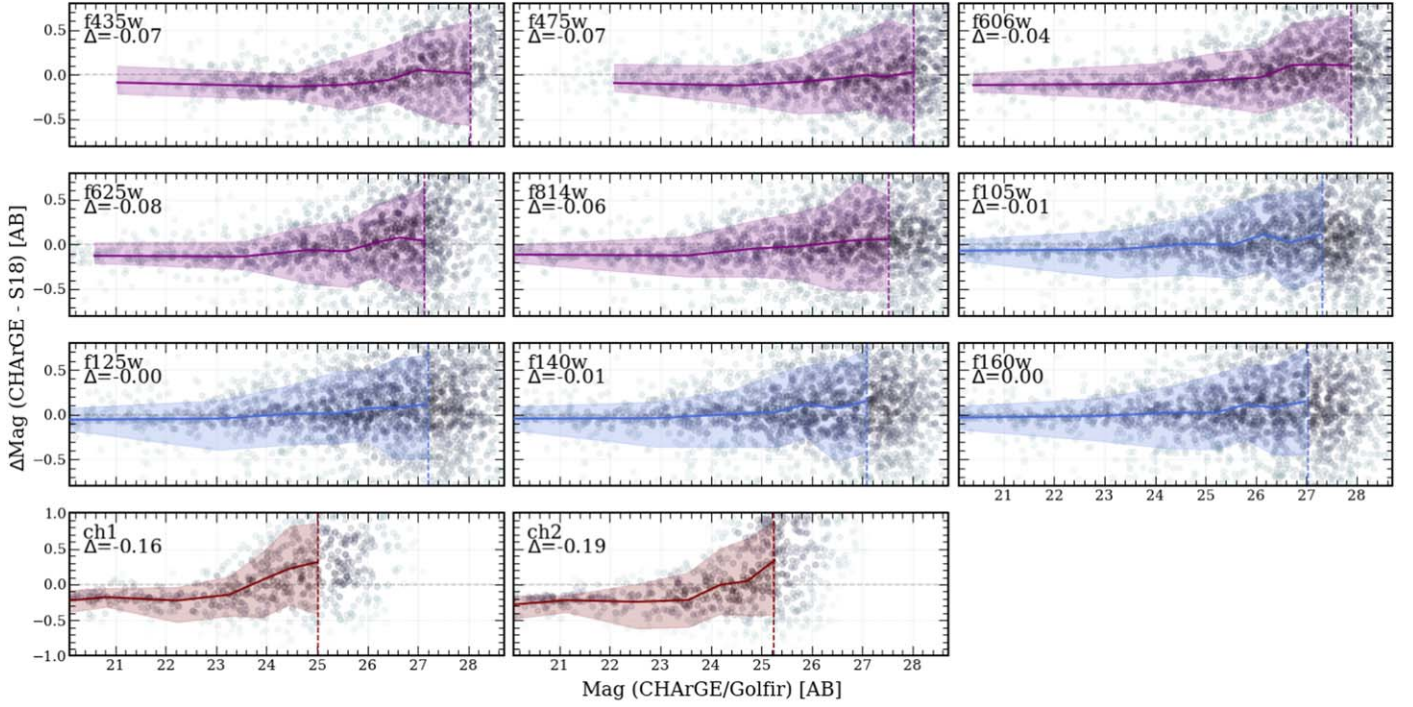 f435w
Δ=-0.07
f475w
Δ=-0.07
f606w
Δ=-0.04
0.5
0.0
−0.5
f625w
Δ=-0.08
f814w
Δ=-0.06
f105w
Δ=-0.01
0.5
0.0
−0.5
f125w
Δ=-0.00
f140w
Δ=-0.01
f160w
Δ=0.00
0.5
0.0
−0.5
21 22 23 24 25 26 27 28
ch1
Δ=-0.16
ch2
Δ=-0.19
1.0
0.5
0.0
−0.5
−1.0
21 22 23 24 25 26 27 28
21 22 23 24 25 26 27 28
ΔMag (CHArGE - S18) [AB]
Mag (CHArGE/Golfir) [AB]